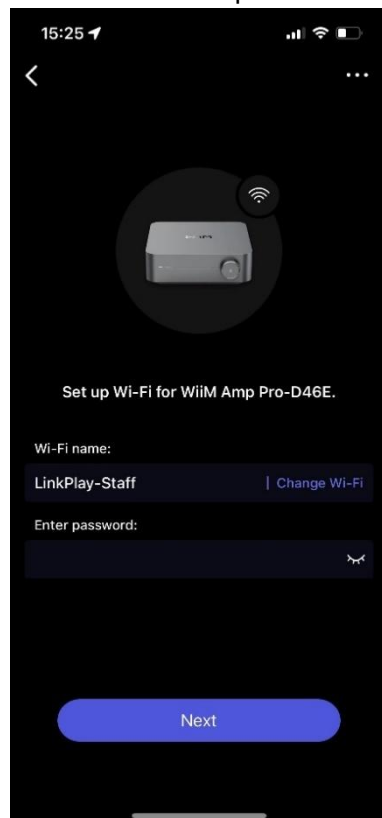 15:25
Set up Wi-Fi for WiiM Amp Pro-D46E.
Wi-Fi name:
LinkPlay-Staff | Change Wi-Fi
Enter password:
Next